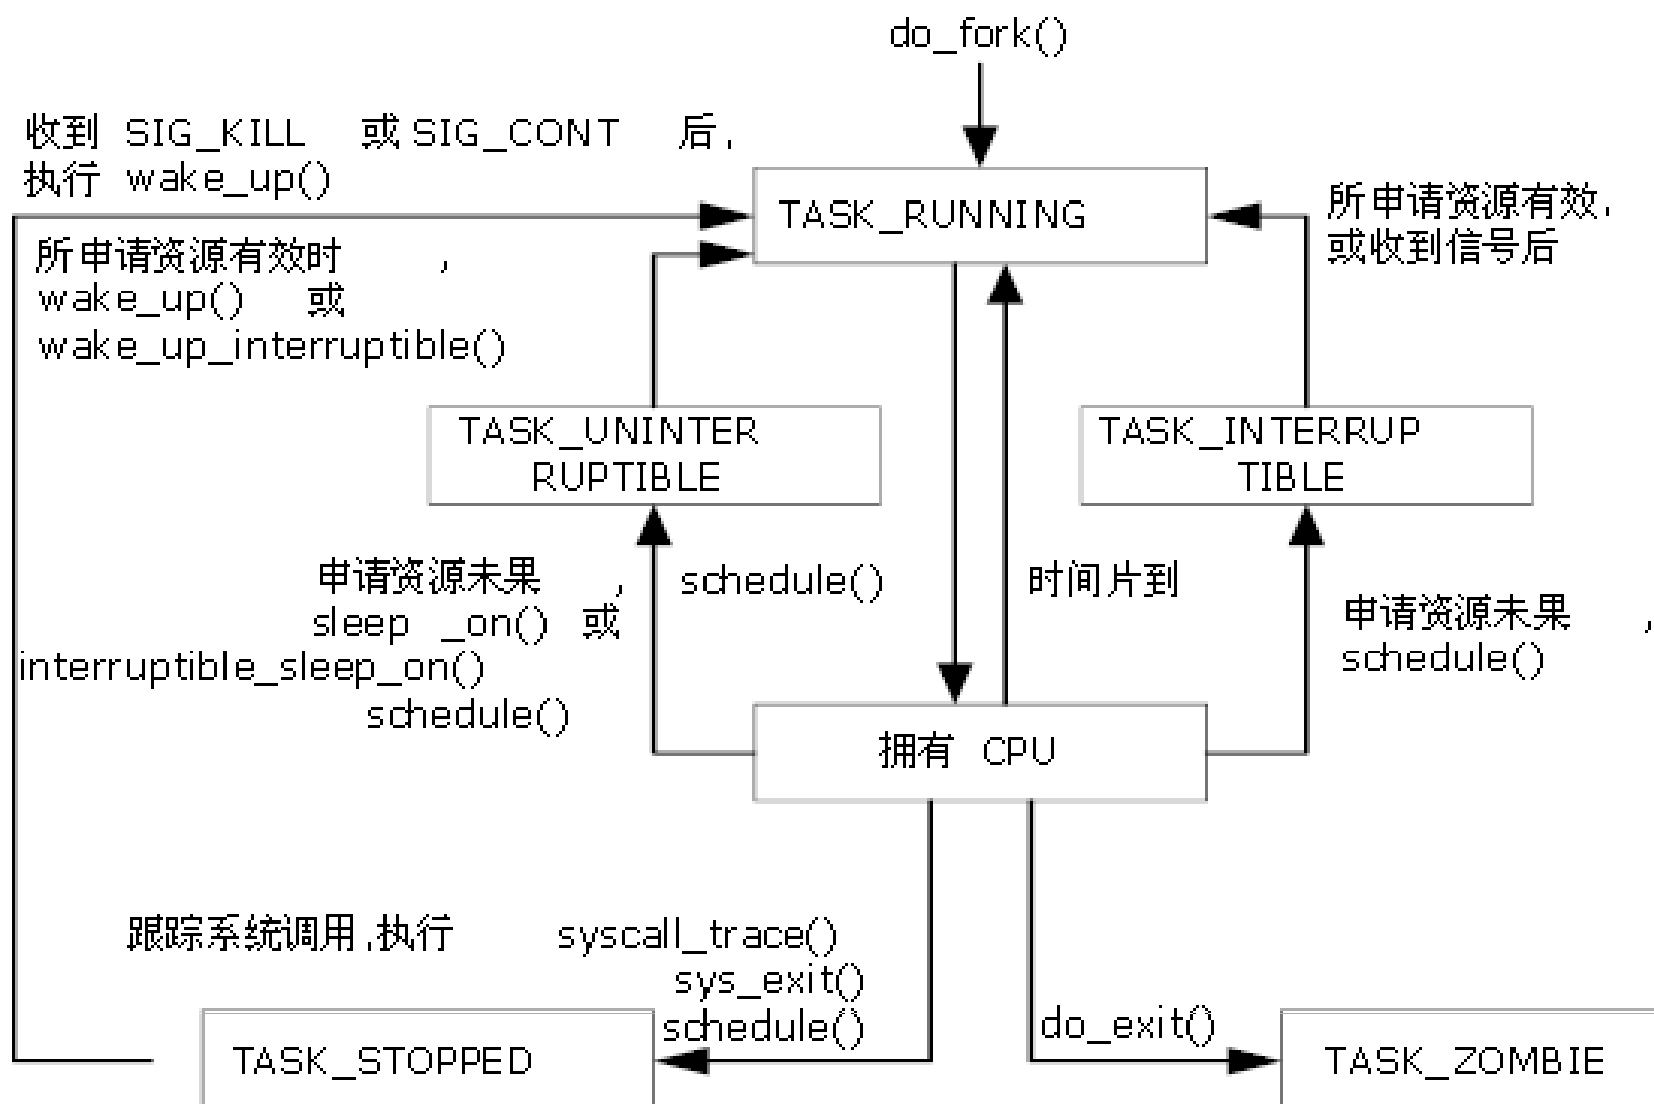 do_fork()
收到 SIG_KILL 或 SIG_CONT 后,
执行 wake_up()
TASK_RUNNING
所申请资源有效,
或收到信号后
所申请资源有效时 ,
wake_up() 或
wake_up_interruptible()
TASK_UNINTER
RUPTIBLE
TASK_INTERRUP
TIBLE
申请资源未果 ,
sleep _on() 或
interruptible_sleep_on()
schedule()
schedule()
时间片到
申请资源未果 ,
schedule()
拥有 CPU
跟踪系统调用,执行 syscall_trace()
sys_exit()
schedule()
do_exit()
TASK_STOPPED
TASK_ZOMBIE